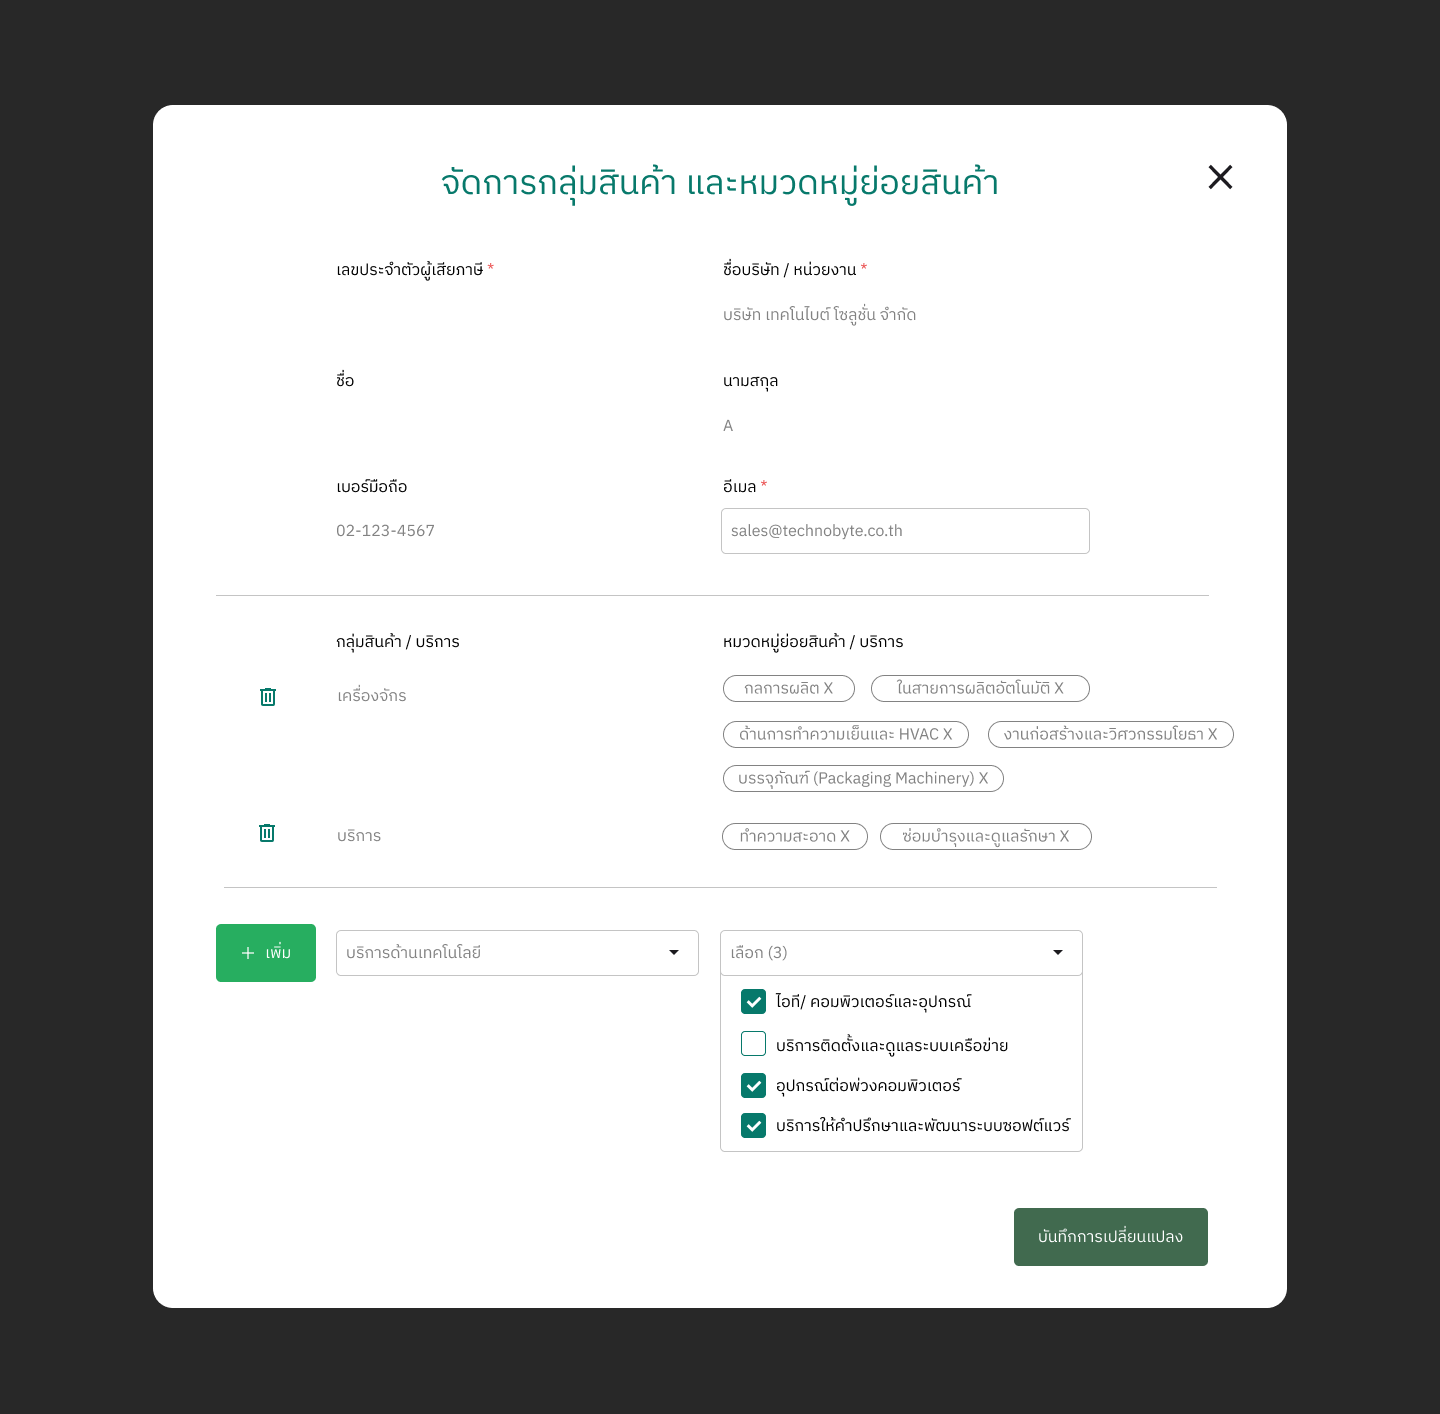 จัดการกลุ่มสินค้า และหมวดหมู่ย่อยสินค้า
เลขประจำตัวผู้เสียภาษี * ชื่อบริษัท / หน่วยงาน *
บริษัท เทคโนไบต์ โซลูชั่น จำกัด
ชื่อ นามสกุล
A
เบอร์มือถือ อีเมล *
02-123-4567 sales@technobyte.co.th
กลุ่มสินค้า / บริการ หมวดหมู่ย่อยสินค้า / บริการ
เครื่องจักร กลการผลิต X ในสายการผลิตอัตโนมัติ X
ด้านการทำความเย็นและ HVAC X งานก่อสร้างและวิศวกรรมโยธา X
บรรจุภัณฑ์ (Packaging Machinery) X
บริการ ทำความสะอาด X ซ่อมบำรุงและดูแลรักษา X
+ เพิ่ม บริการด้านเทคโนโลยี เลือก (3)
ไอที/ คอมพิวเตอร์และอุปกรณ์
บริการติดตั้งและดูแลระบบเครือข่าย
อุปกรณ์ต่อพ่วงคอมพิวเตอร์
บริการให้คำปรึกษาและพัฒนาระบบซอฟต์แวร์
บันทึกการเปลี่ยนแปลง